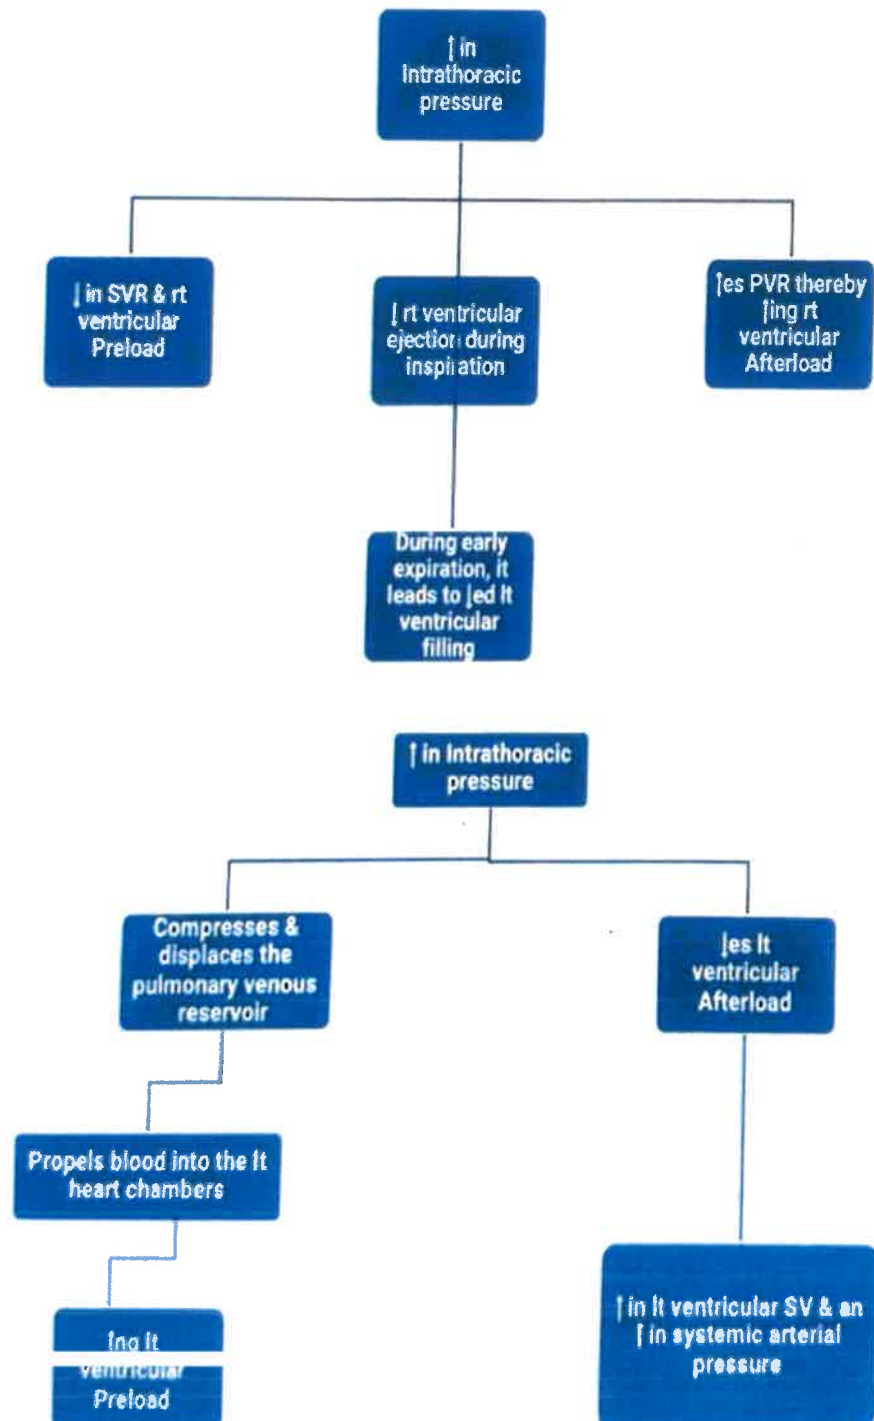 ↑ in
Intrathoracic
pressure
↓ in SVR & rt
ventricular
Preload
↓ rt ventricular
ejection during
inspiration
↑es PVR thereby
↑ing rt
ventricular
Afterload
During early
expiration, it
leads to ↓ed lt
ventricular
filling
↑ in Intrathoracic
pressure
Compresses &
displaces the
pulmonary venous
reservoir
↓es lt
ventricular
Afterload
Propels blood into the lt
heart chambers
↑ng lt
ventricular
Preload
↑ in lt ventricular SV & an
↑ in systemic arterial
pressure